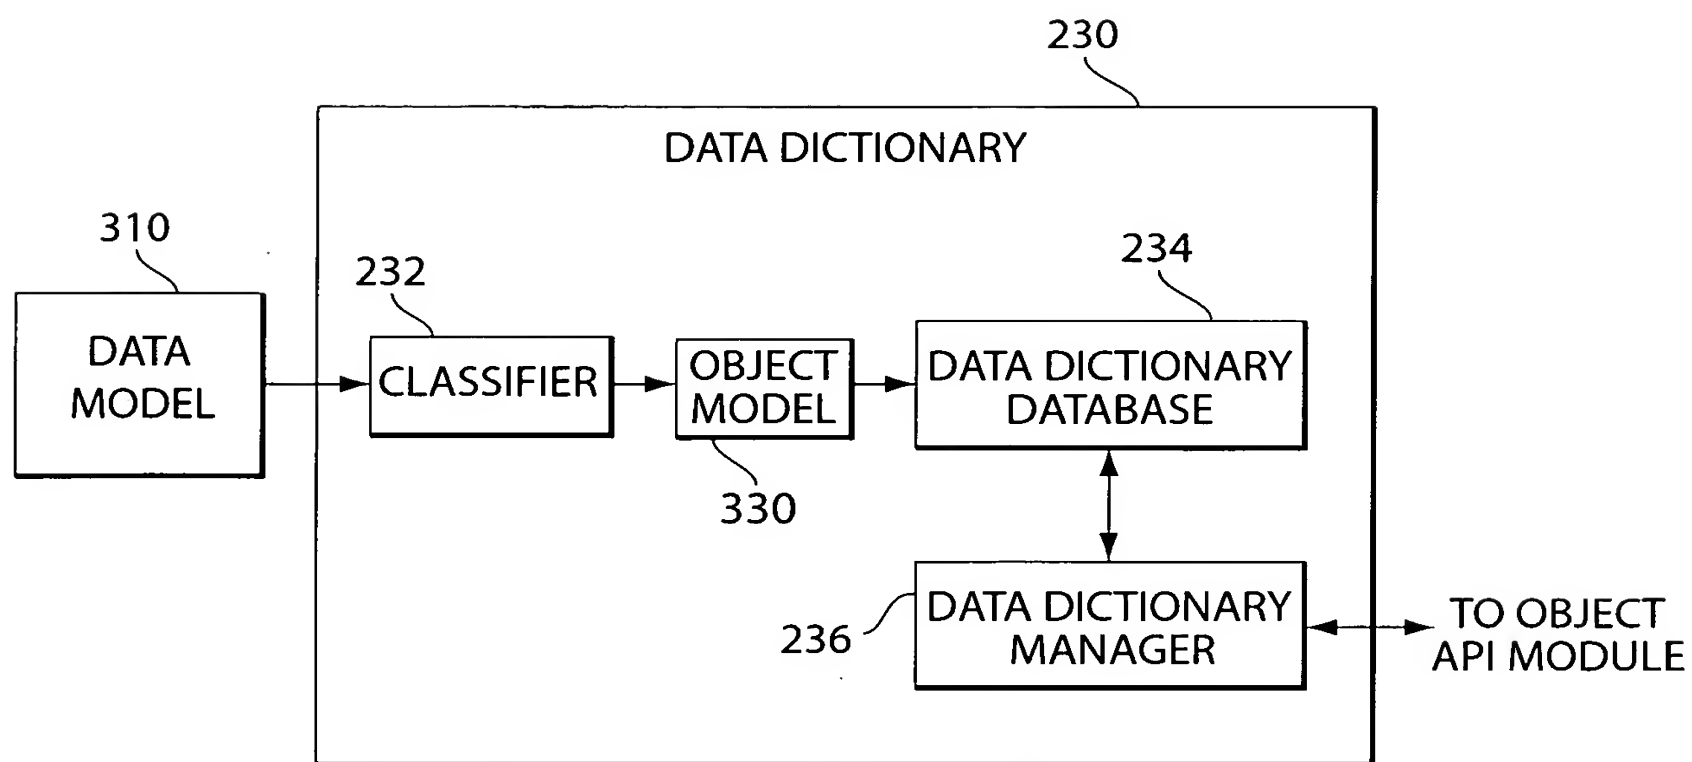 230
DATA DICTIONARY
310
232
234
DATA
MODEL
CLASSIFIER
OBJECT
MODEL
DATA DICTIONARY
DATABASE
330
236
DATA DICTIONARY
MANAGER
TO OBJECT
API MODULE